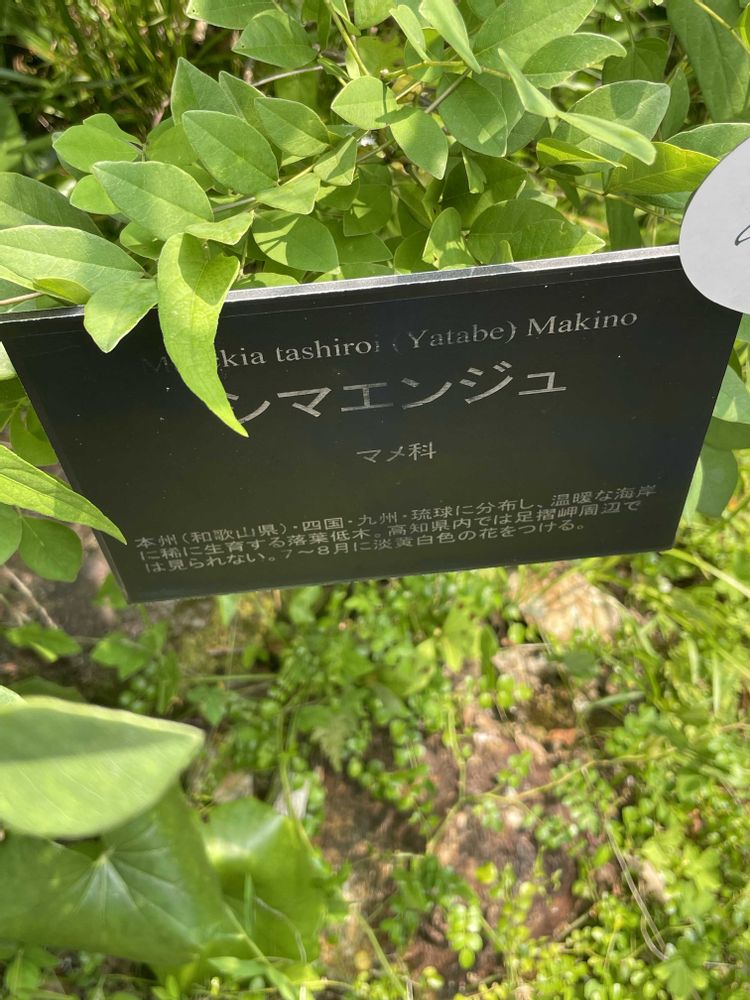 tashiroi (Yatabe) Makino
マエンジュ
マメ科
本州(和歌山県)・四国・九州・琉球に分布し、温暖な海岸
に稀に生育する落葉低木。高知県内では足摺岬周辺で
は見られない。7～8月に淡黄白色の花をつける。